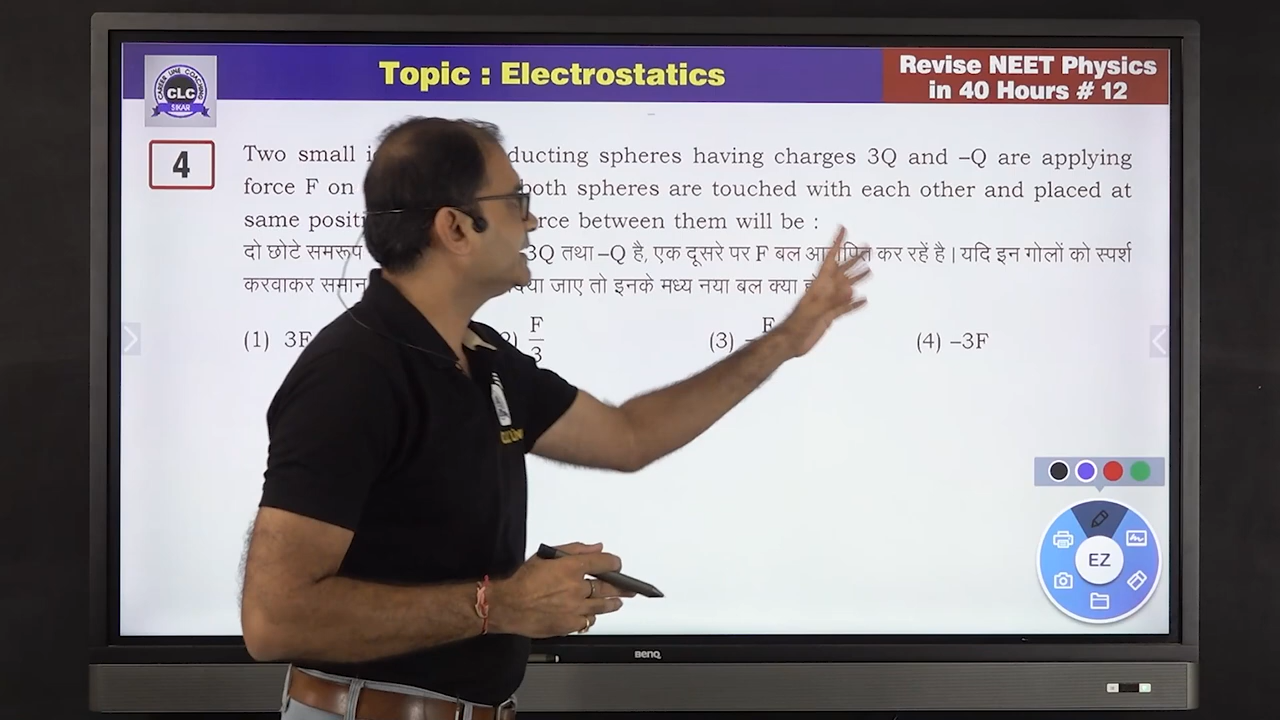 CAREER LINE COACHING
CLC
SIKAR
Topic : Electrostatics
Revise NEET Physics
in 40 Hours # 12
4
Two small ducting spheres having charges 3Q and –Q are applying
force F on both spheres are touched with each other and placed at
same between them will be :
दो छोटे समरूप 3Q तथा –Q है, एक दूसरे पर F बल कर रहें है। यदि इन गोलों को स्पर्श
करवाकर समान जाए तो इनके मध्य नया बल क्या
(1) 3F F/3 (3) (4) –3F
EZ
BenQ